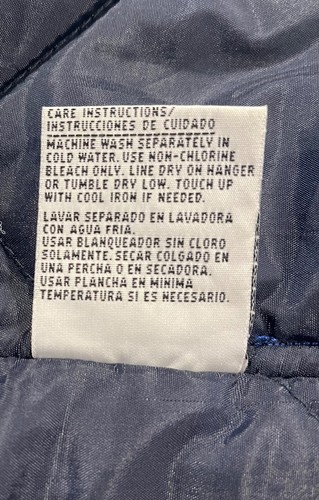 CARE INSTRUCTIONS/
INSTRUCCIONES DE CUIDADO
MACHINE WASH SEPARATELY IN
COLD WATER. USE NON-CHLORINE
BLEACH ONLY. LINE DRY ON HANGER
OR TUMBLE DRY LOW. TOUCH UP
WITH COOL IRON IF NEEDED.
LAVAR SEPARADO EN LAVADORA
CON AGUA FRIA.
USAR BLANQUEADOR SIN CLORO
SOLAMENTE. SECAR COLGADO EN
UNA PERCHA O EN SECADORA.
USAR PLANCHA EN MINIMA
TEMPERATURA SI ES NECESARIO.